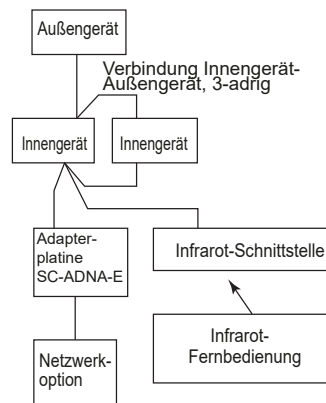 Außengerät
Verbindung Innengerät-
Außengerät, 3-adrig
Innengerät
Innengerät
Adapter-
platine
SC-ADNA-E
Infrarot-Schnittstelle
Netzwerk-
option
Infrarot-
Fernbedienung